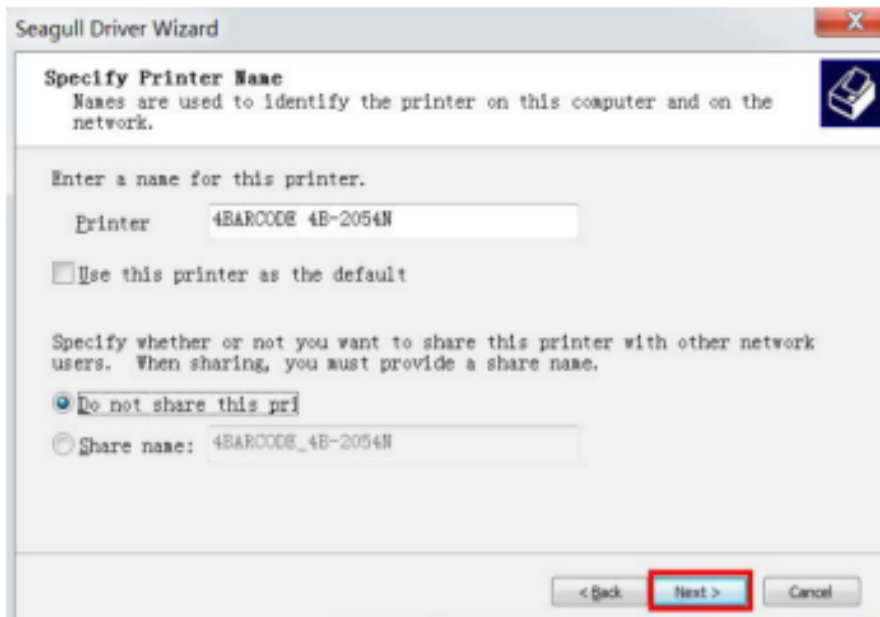 Seagull Driver Wizard
X
Specify Printer Name
Names are used to identify the printer on this computer and on the
network.
Enter a name for this printer.
Printer 4BARCODE 4B-2054N
Use this printer as the default
Specify whether or not you want to share this printer with other network
users. When sharing, you must provide a share name.
Do not share this pri
Share name: 4BARCODE_4B-2054N
< Back Next > Cancel